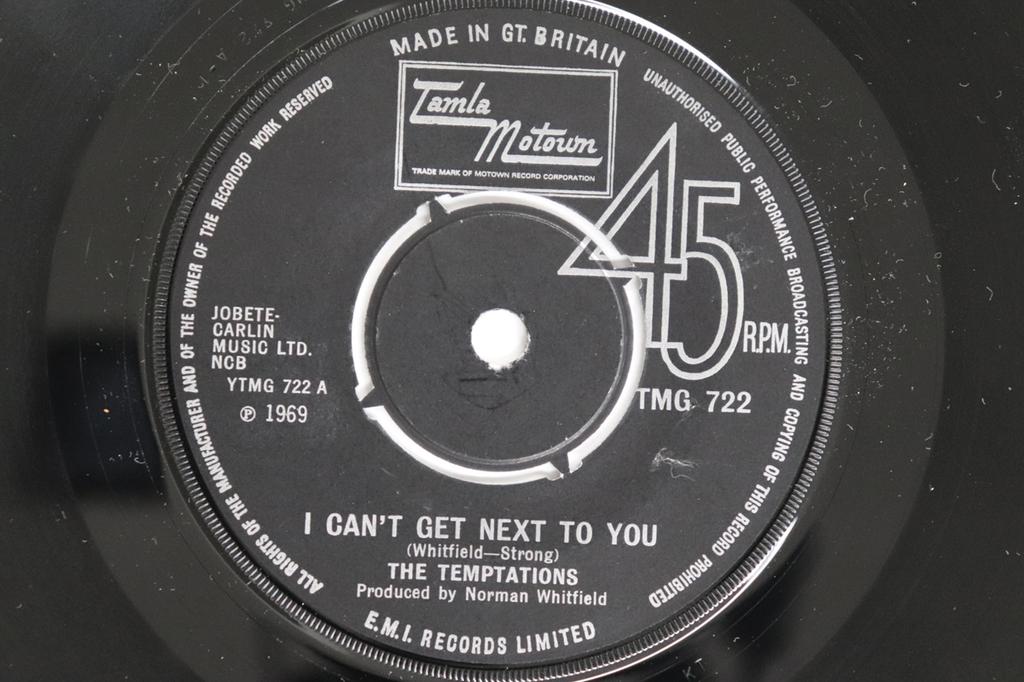 MADE IN GT. BRITAIN
Tamla
Motown
TRADE MARK OF MOTOWN RECORD CORPORATION
UNAUTHORISED PUBLIC PERFORMANCE BROADCASTING AND COPYING OF THIS RECORD PROHIBITED
ALL RIGHTS OF THE MANUFACTURER AND OF THE OWNER OF THE RECORDED WORK RESERVED
45
R.P.M.
JOBETE-
CARLIN
MUSIC LTD.
NCB
YTMG 722 A
℗ 1969
TMG 722
I CAN'T GET NEXT TO YOU
(Whitfield—Strong)
THE TEMPTATIONS
Produced by Norman Whitfield
E.M.I. RECORDS LIMITED
KT